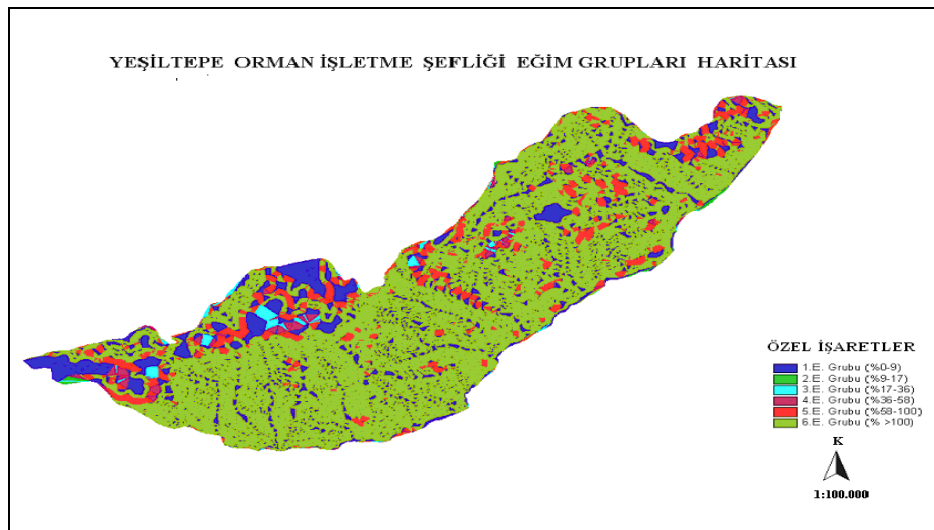 YEŞİLTEPE ORMAN İŞLETME ŞEFLİĞİ EĞİM GRUPLARI HARİTASI
ÖZEL İŞARETLER
1.E. Grubu (%0-9)
2.E. Grubu (%9-17)
3.E. Grubu (%17-36)
4.E. Grubu (%36-58)
5.E. Grubu (%58-100)
6.E. Grubu (% >100)
K
1:100.000